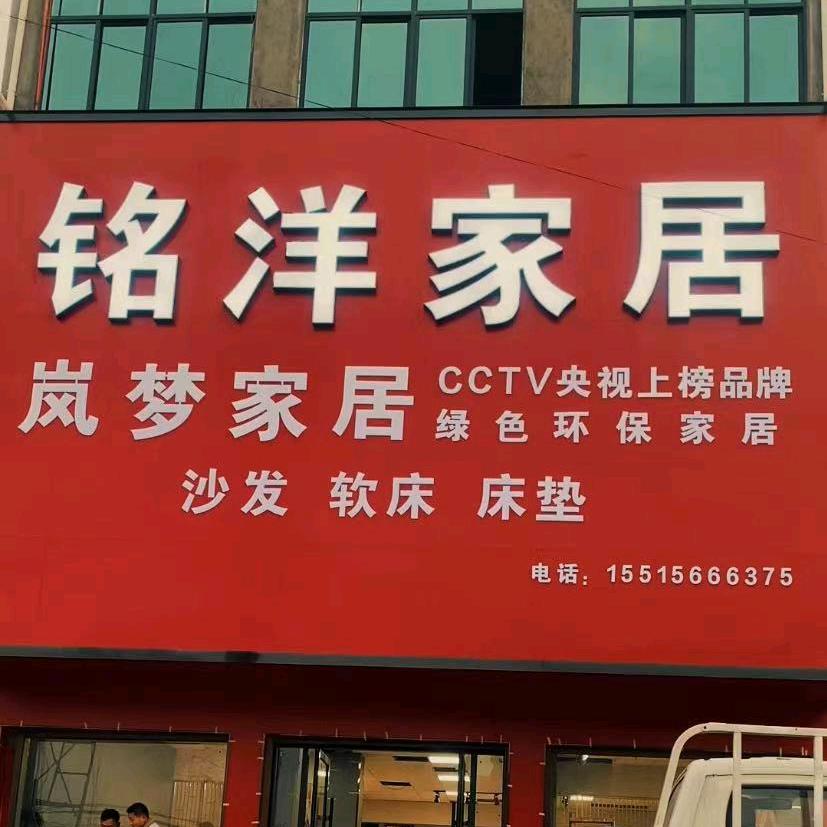 铭洋家居
岚梦家居
CCTV央视上榜品牌
绿色环保家居
沙发 软床 床垫
电话：15515666375